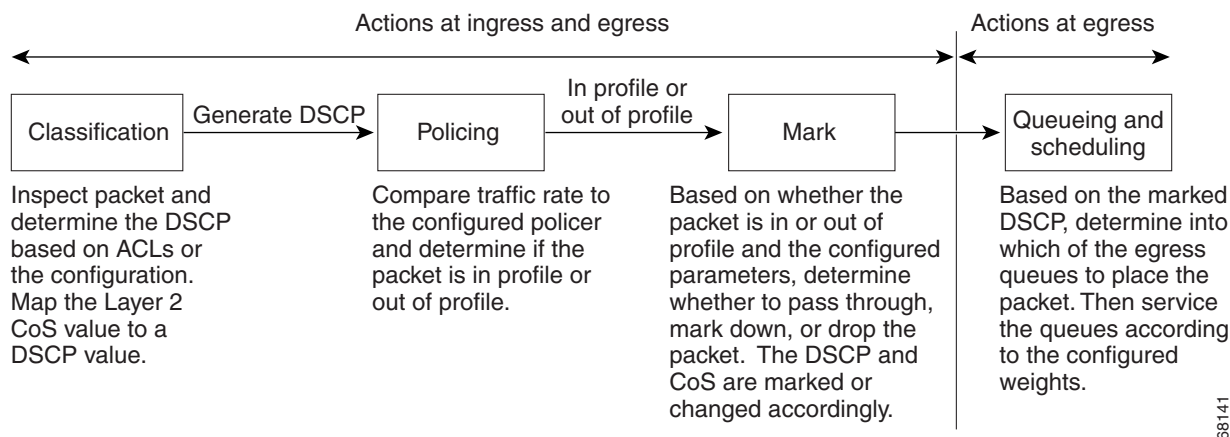 Actions at ingress and egress
Actions at egress
Classification
Generate DSCP
Policing
In profile or
out of profile
Mark
Queueing and
scheduling
Inspect packet and
determine the DSCP
based on ACLs or
the configuration.
Map the Layer 2
CoS value to a
DSCP value.
Compare traffic rate to
the configured policer
and determine if the
packet is in profile or
out of profile.
Based on whether the
packet is in or out of
profile and the configured
parameters, determine
whether to pass through,
mark down, or drop the
packet.  The DSCP and
CoS are marked or
changed accordingly.
Based on the marked
DSCP, determine into
which of the egress
queues to place the
packet. Then service
the queues according
to the configured
weights.
68141